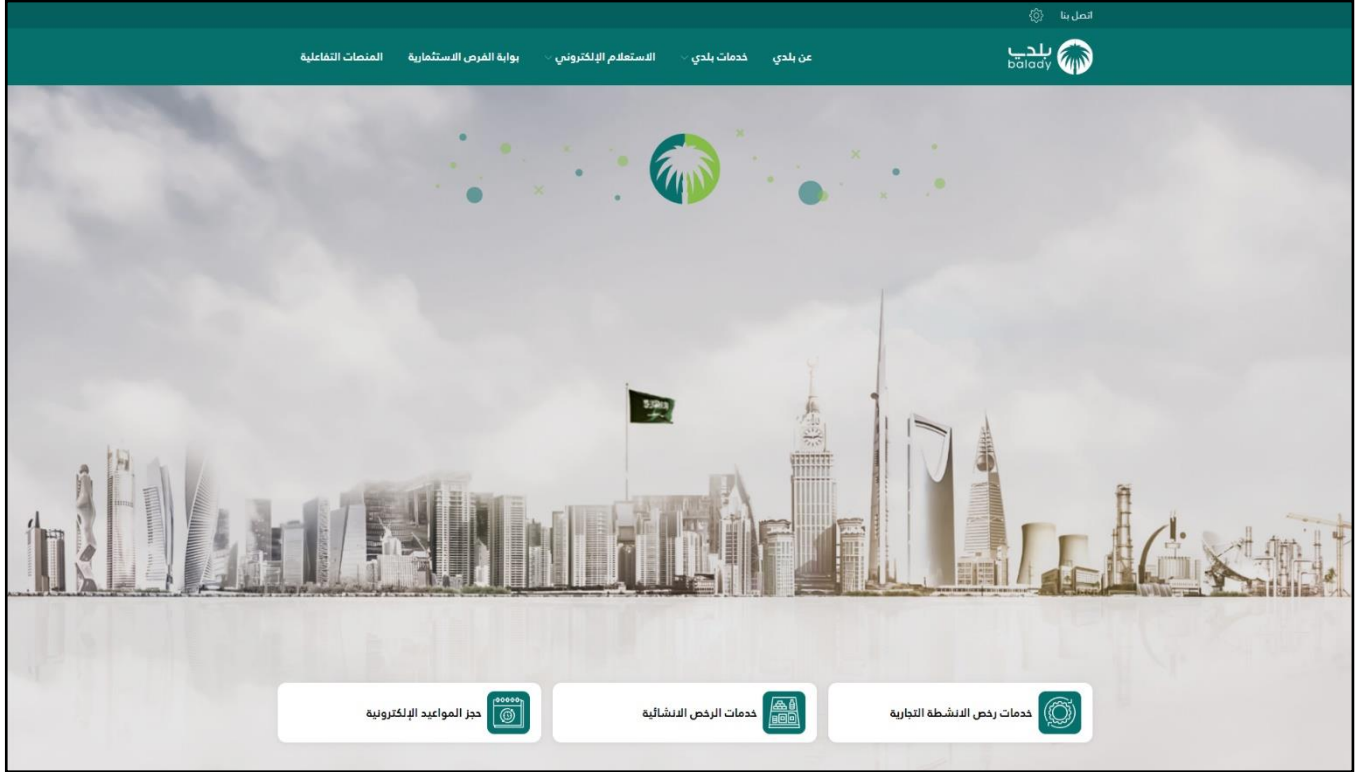 اتصل بنا
بلدي
balady
عن بلدي
خدمات بلدي
الاستعلام الإلكتروني
بوابة الفرص الاستثمارية
المنصات التفاعلية
خدمات رخص الانشطة التجارية
خدمات الرخص الانشائية
حجز المواعيد الإلكترونية